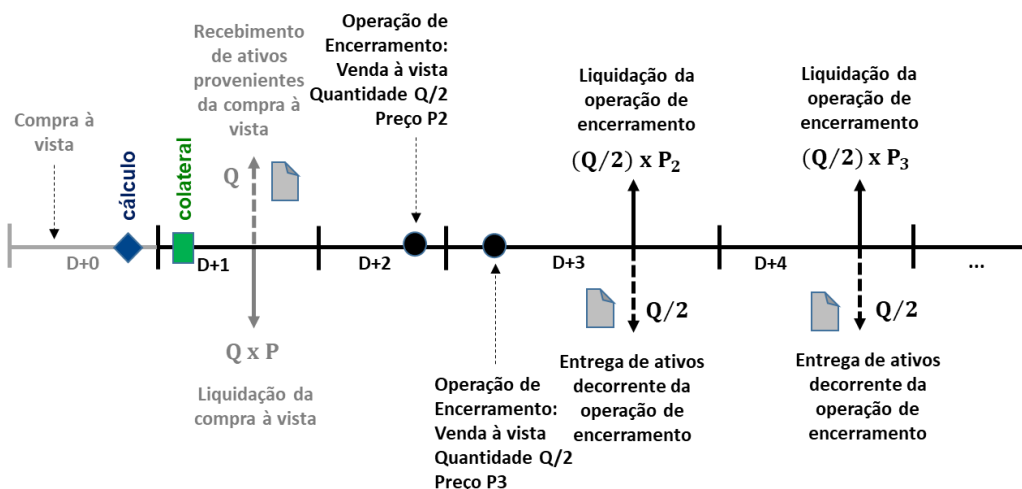 Compra à
vista
cálculo
colateral
Recebimento
de ativos
provenientes
da compra à
vista
Q
Operação de
Encerramento:
Venda à vista
Quantidade Q/2
Preço P2
Liquidação da
operação de
encerramento
(Q/2) x P₂
Liquidação da
operação de
encerramento
(Q/2) x P₃
D+0
D+1
D+2
D+3
D+4
...
Q x P
Liquidação da
compra à vista
Operação de
Encerramento:
Venda à vista
Quantidade Q/2
Preço P3
Q/2
Entrega de ativos
decorrente da
operação de
encerramento
Q/2
Entrega de ativos
decorrente da
operação de
encerramento